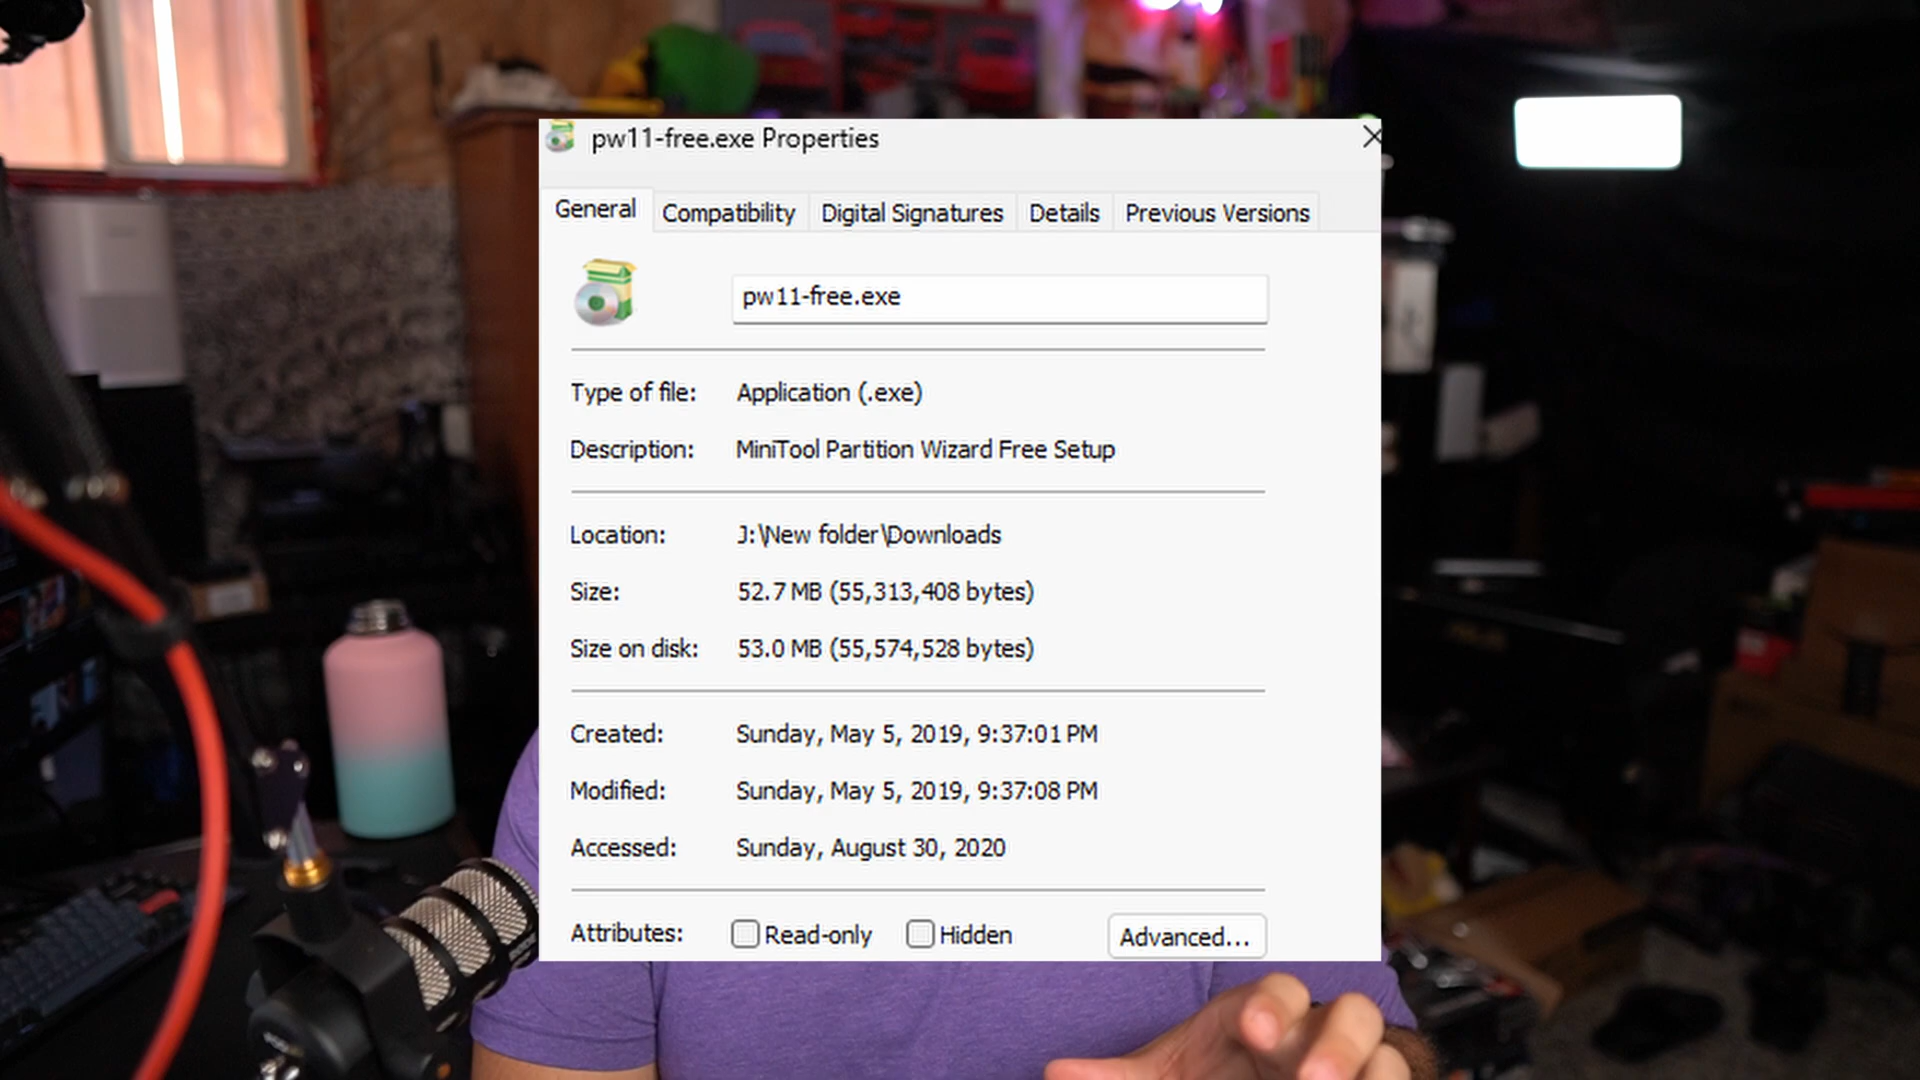 pw11-free.exe Properties
General Compatibility Digital Signatures Details Previous Versions
pw11-free.exe
Type of file: Application (.exe)
Description: MiniTool Partition Wizard Free Setup
Location: J:\New folder\Downloads
Size: 52.7 MB (55,313,408 bytes)
Size on disk: 53.0 MB (55,574,528 bytes)
Created: Sunday, May 5, 2019, 9:37:01 PM
Modified: Sunday, May 5, 2019, 9:37:08 PM
Accessed: Sunday, August 30, 2020
Attributes: Read-only Hidden Advanced...